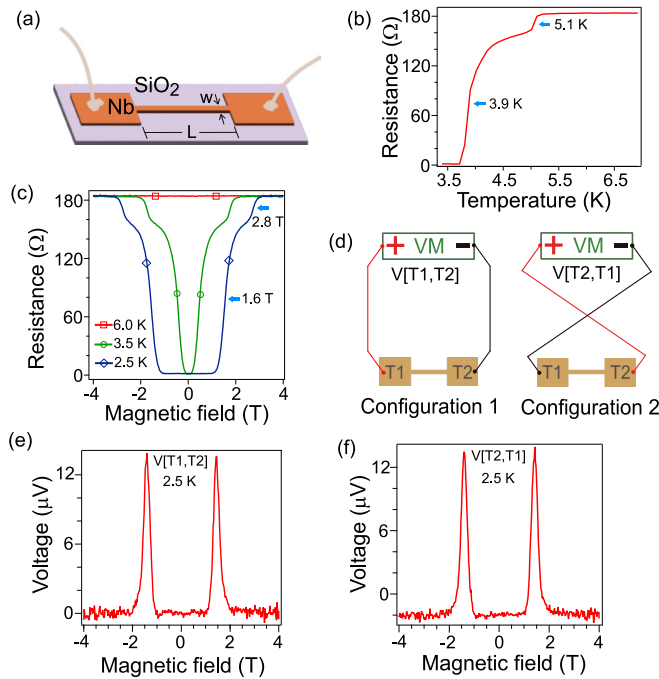 (a)
SiO2
Nb
w
L
(b)
Resistance (Ω)
180
120
60
0
5.1 K
3.9 K
3.5 4.5 5.5 6.5
Temperature (K)
(c)
Resistance (Ω)
180
120
60
0
2.8 T
1.6 T
6.0 K
3.5 K
2.5 K
-4 -2 0 2 4
Magnetic field (T)
(d)
+ VM -
V[T1,T2]
T1 T2
Configuration 1
+ VM -
V[T2,T1]
T1 T2
Configuration 2
(e)
Voltage (μV)
12
6
0
V[T1,T2]
2.5 K
-4 -2 0 2 4
Magnetic field (T)
(f)
Voltage (μV)
12
8
4
0
V[T2,T1]
2.5 K
-4 -2 0 2 4
Magnetic field (T)